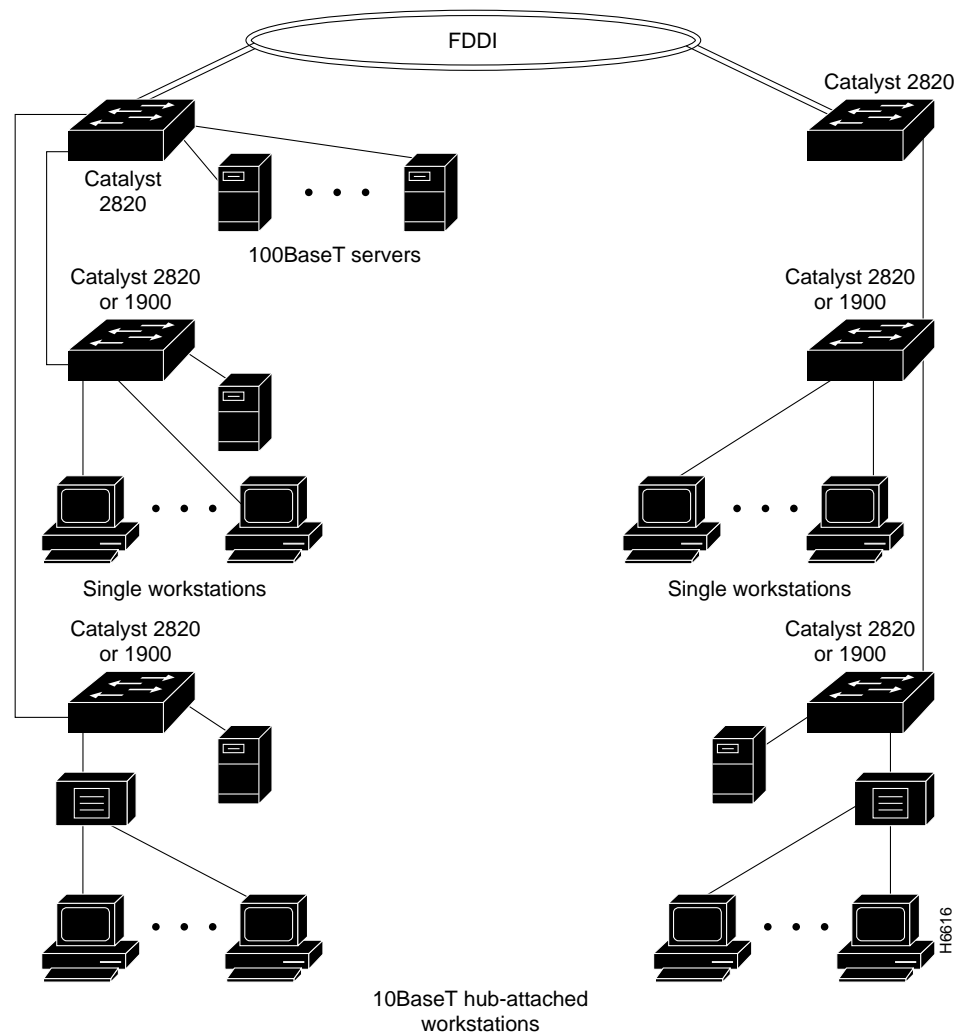 FDDI
Catalyst 2820
Catalyst
2820
100BaseT servers
Catalyst 2820
or 1900
Catalyst 2820
or 1900
Single workstations
Single workstations
Catalyst 2820
or 1900
Catalyst 2820
or 1900
H6616
10BaseT hub-attached
workstations